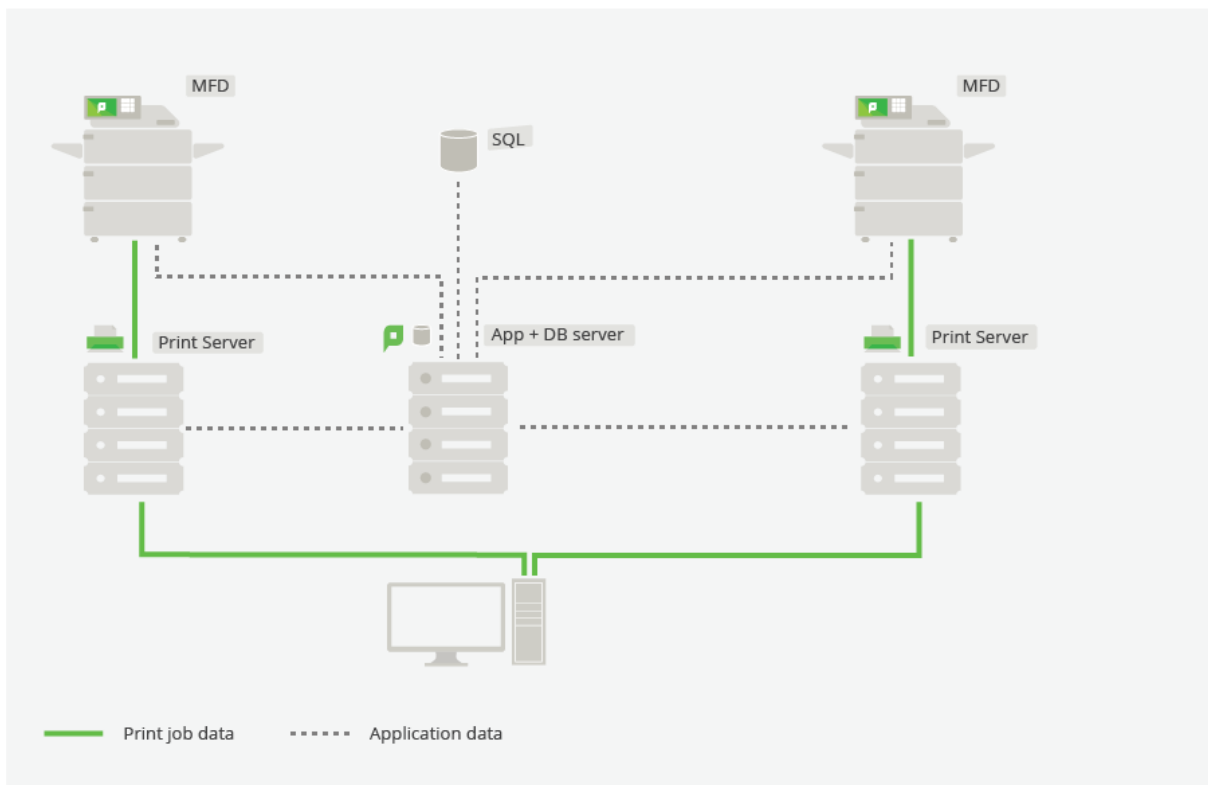 MFD
MFD
SQL
Print Server
App + DB server
Print Server
Print job data
Application data